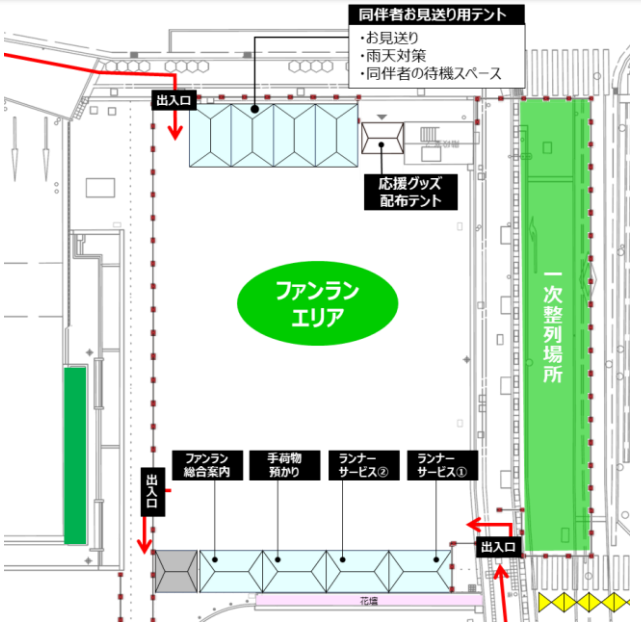 同伴者お見送り用テント
・お見送り
・雨天対策
・同伴者の待機スペース
出入口
応援グッズ
配布テント
ファンラン
エリア
一次整列場所
ファンラン
総合案内
手荷物
預かり
ランナー
サービス②
ランナー
サービス①
出入口
出入口
花壇